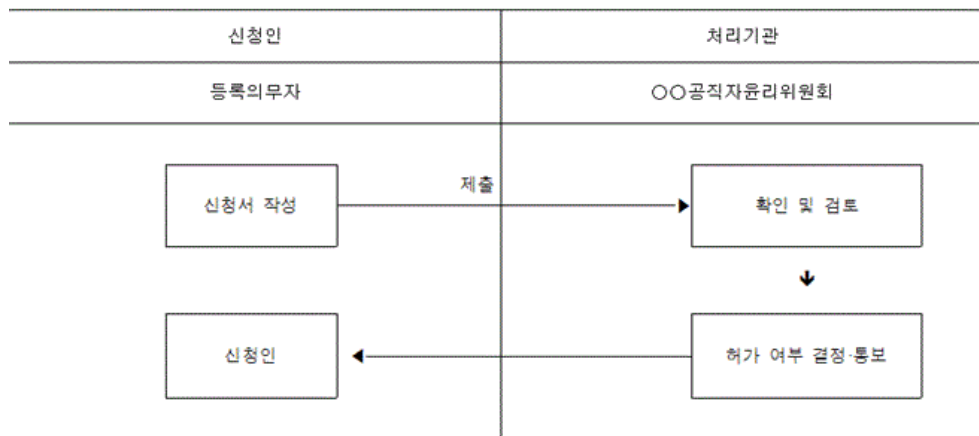 신청인
처리기관
등록의무자
○○공직자윤리위원회
제출
신청서 작성
확인 및 검토
신청인
허가 여부 결정·통보